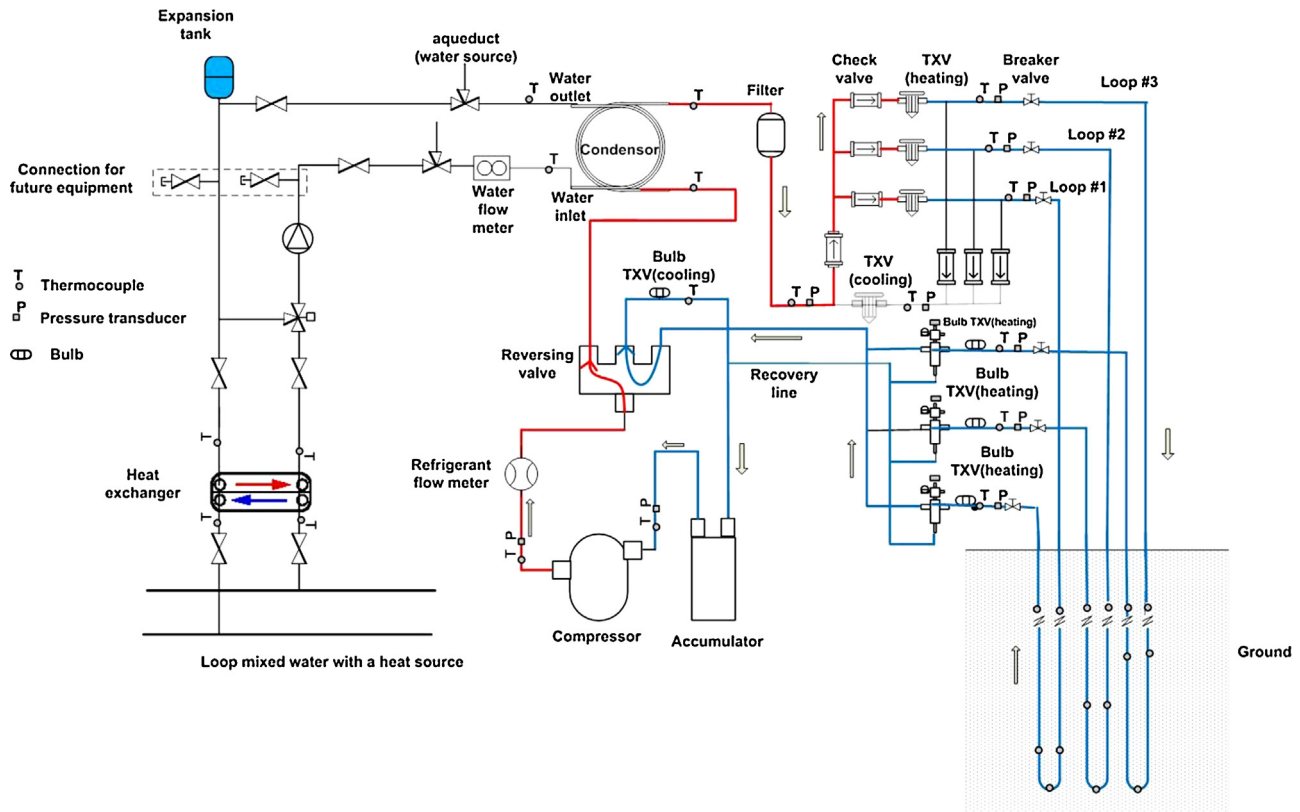 Expansion
tank
aqueduct
(water source)
T
Water
outlet
T
Filter
Check
valve
TXV
(heating)
Breaker
valve
T P
Loop #3
Condensor
T P
Loop #2
Connection for
future equipment
Water
flow
meter
T
Water
inlet
T
T P
Loop #1
T
Thermocouple
P
Pressure transducer
Bulb
Bulb
TXV(cooling)
T
T P
TXV
(cooling)
T P
Reversing
valve
Recovery
line
Bulb TXV(heating)
T P
Bulb
TXV(heating)
T P
Bulb
TXV(heating)
T P
T
T
Heat
exchanger
T
T
Refrigerant
flow meter
T P
T P
Compressor
Accumulator
Loop mixed water with a heat source
Ground